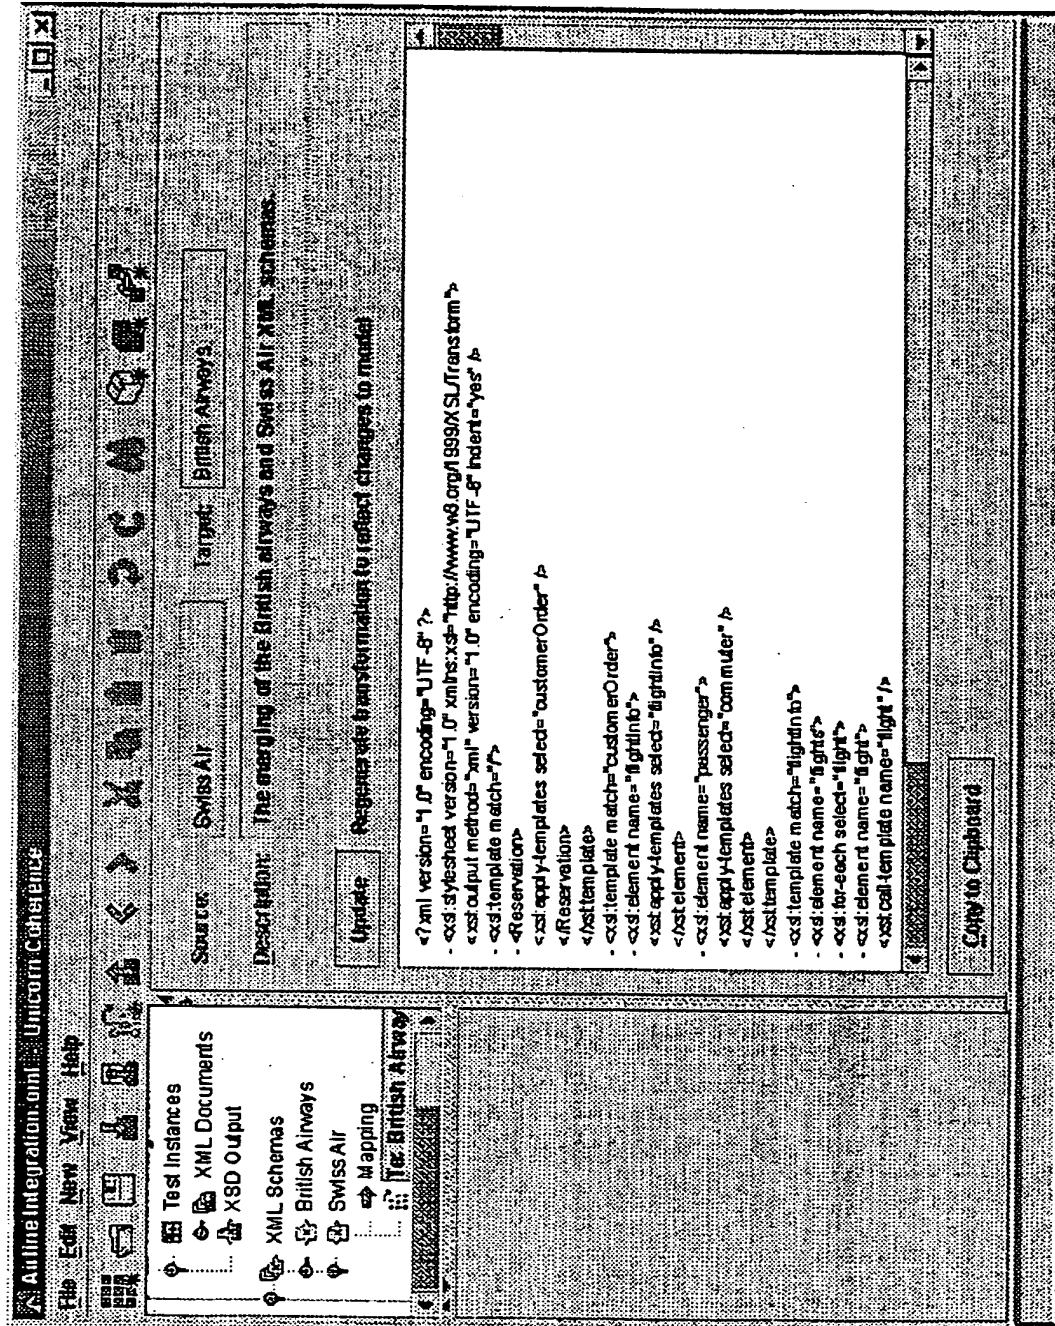 Airline Integration.oml - Unicorn Coherence
File Edit New View Help
Test Instances
XML Documents
XSD Output
XML Schemas
British Airways
Swiss Air
Mapping
To: British Airway
Source: Swiss Air Target: British Airways
Description: The merging of the British airways and Swiss Air XML schemas.
Update Regenerate transformation to reflect changes to model
<?xml version="1.0" encoding="UTF-8" ?>
- <xsl:stylesheet version="1.0" xmlns:xsl="http://www.w3.org/1999/XSL/Transform">
<xsl:output method="xml" version="1.0" encoding="UTF-8" indent="yes" />
- <xsl:template match="/">
- <Reservation>
<xsl:apply-templates select="customerOrder" />
</Reservation>
</xsl:template>
- <xsl:template match="customerOrder">
- <xsl:element name="flightInfo">
<xsl:apply-templates select="flightInfo" />
</xsl:element>
- <xsl:element name="passenger">
<xsl:apply-templates select="commuter" />
</xsl:element>
</xsl:template>
- <xsl:template match="flightInfo">
- <xsl:element name="flights">
- <xsl:for-each select="flight">
- <xsl:element name="flight">
<xsl:call-template name="flight" />
Copy to Clipboard